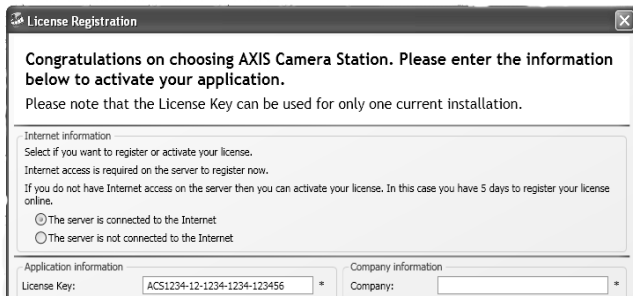 License Registration
Congratulations on choosing AXIS Camera Station. Please enter the information
below to activate your application.
Please note that the License Key can be used for only one current installation.
Internet information
Select if you want to register or activate your license.
Internet access is required on the server to register now.
If you do not have Internet access on the server then you can activate your license. In this case you have 5 days to register your license
online.
The server is connected to the Internet
The server is not connected to the Internet
Application information Company information
License Key: ACS1234-12-1234-1234-123456 * Company: *